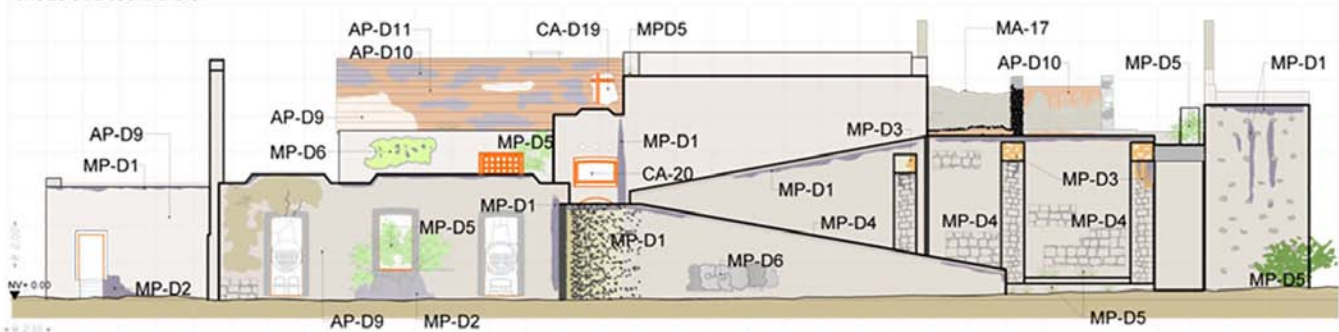 AP-D11 CA-D19 MPD5 MA-17
AP-D10 AP-D10 MP-D5 MP-D1
AP-D9 AP-D9 MP-D3
MP-D1 MP-D6 MP-D5 MP-D1
CA-20 MP-D1 MP-D3
MP-D1 MP-D4 MP-D4 MP-D4
MP-D5 MP-D1
MP-D6 MP-D5
NV+ 0.00 MP-D2
AP-D9 MP-D2 MP-D5